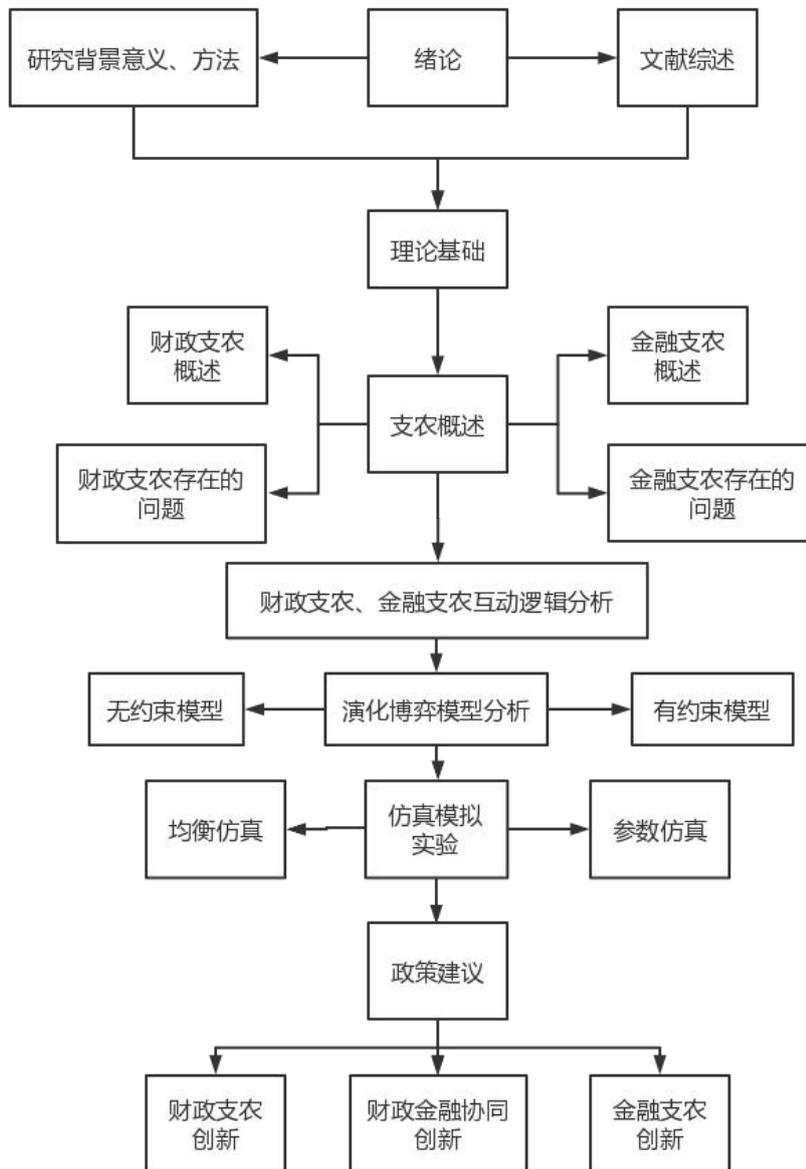 研究背景意义、方法
绪论
文献综述
理论基础
财政支农
概述
金融支农
概述
支农概述
财政支农存在的
问题
金融支农存在的
问题
财政支农、金融支农互动逻辑分析
无约束模型
演化博弈模型分析
有约束模型
均衡仿真
仿真模拟
实验
参数仿真
政策建议
财政支农
创新
财政金融协同
创新
金融支农
创新